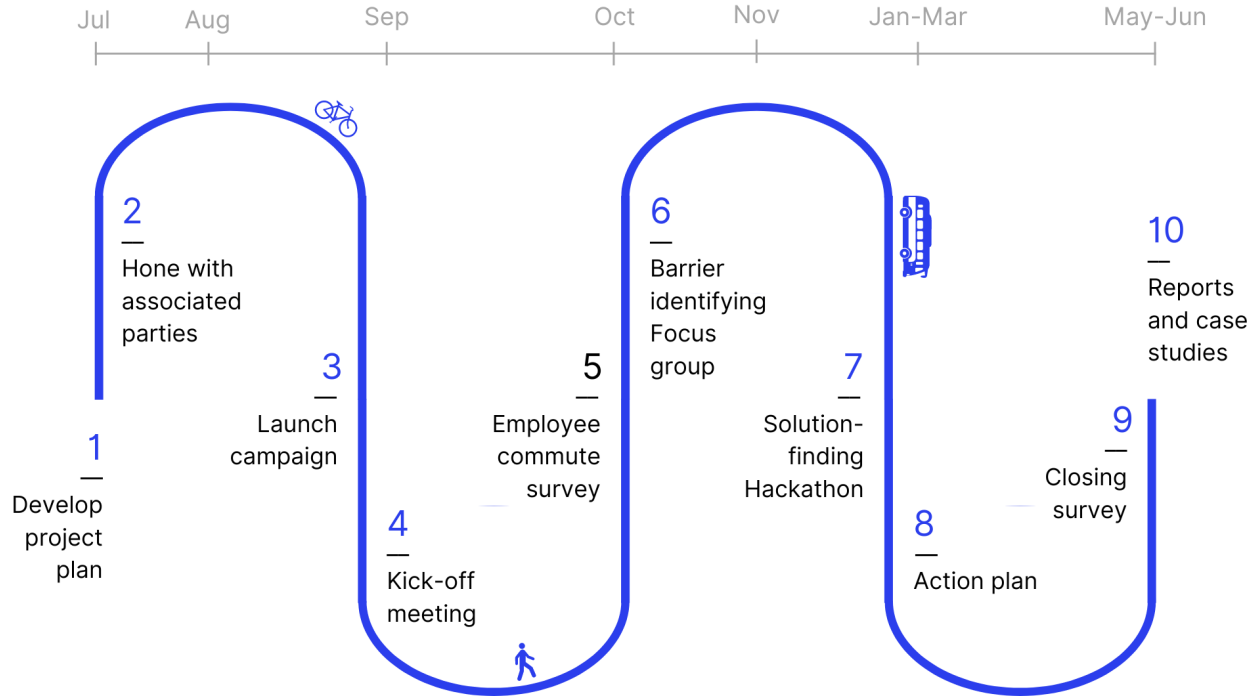 Jul Aug Sep Oct Nov Jan-Mar May-Jun
1
Develop
project
plan
2
Hone with
associated
parties
3
Launch
campaign
4
Kick-off
meeting
5
Employee
commute
survey
6
Barrier
identifying
Focus
group
7
Solution-
finding
Hackathon
8
Action plan
9
Closing
survey
10
Reports
and case
studies